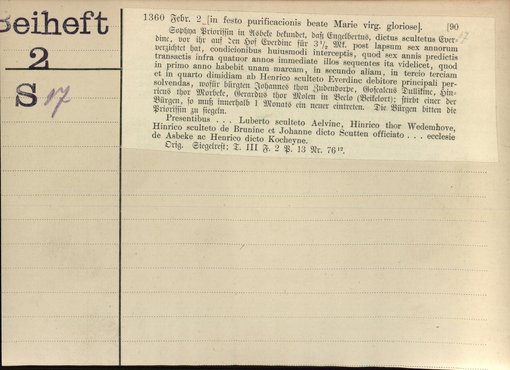 Beiheft
2
S 17
1360 Febr. 2 [in festo purificacionis beate Marie virg. gloriose]. [90
Sophya Priorissin in Asbeke bekundet, daß Engelbertus, dictus scultetus Ever-
dinc, vor ihr auf den Hof Everdinc für 3½ Mk. post lapsum sex annorum
verzichtet hat, condicionibus huiusmodi interceptis, quod sex annis predictis
transactis infra quatuor annos immediate illos sequentes ita videlicet, quod
in primo anno habebit unam marcam, in secundo aliam, in tercio terciam
et in quarto dimidiam ab Henrico sculteto Everdinc debitore principali per-
solvendas, wofür bürgten Johannes thon Zudendorpe, Goscalcus Dullikinc, Hin-
ricus thor Morbeke, Gerardus thor Molen in Beclo (Beikelort); stirbt einer der
Bürgen, so muß innerhalb 1 Monats ein neuer eintreten. Die Bürgen bitten die
Priorissin zu siegeln.
Presentibus . . . Luberto sculteto Aelvinc, Hinrico thor Wedemhove,
Hinrico sculteto de Bruninc et Johanne dicto Scutten officiato . . . ecclesie
de Asbeke ac Henrico dicto Kocheyne.
Orig. Siegelrest; T. III F. 2 P. 13 Nr. 76
17